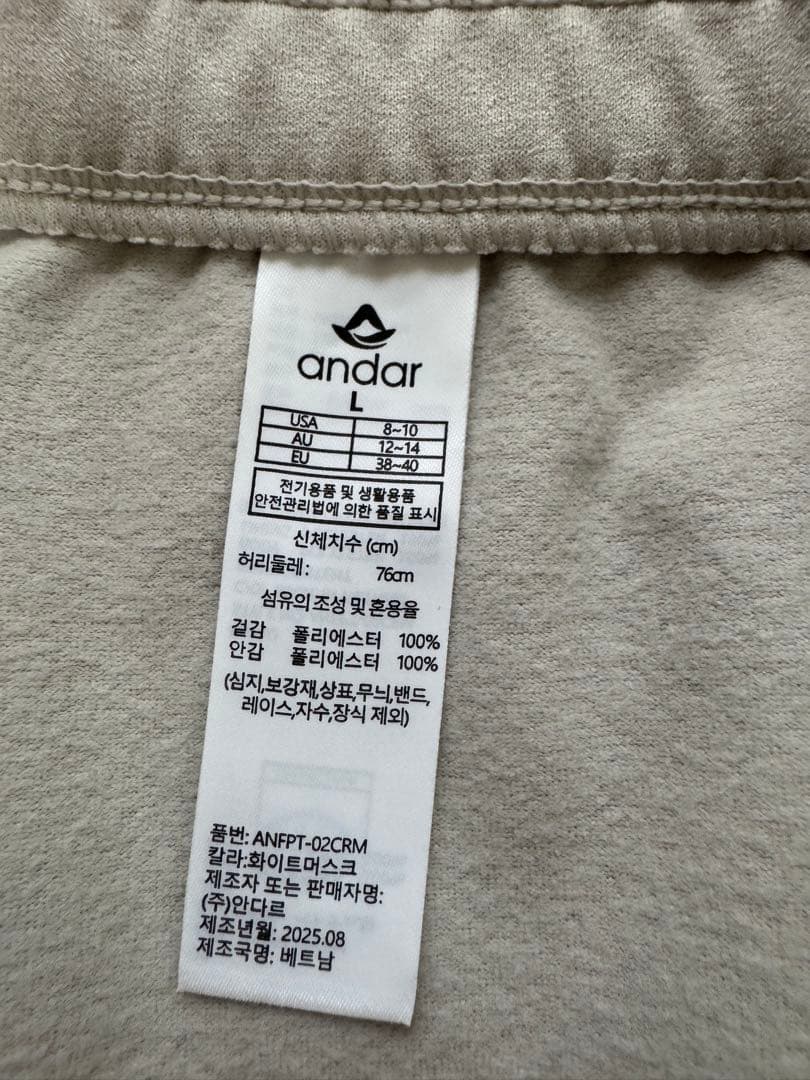 andar
L
USA 8~10
AU 12~14
EU 38~40
전기용품 및 생활용품
안전관리법에 의한 품질 표시
신체치수 (cm)
허리둘레: 76cm
섬유의 조성 및 혼용율
겉감 폴리에스터 100%
안감 폴리에스터 100%
(심지,보강재,상표,무늬,밴드,
레이스,자수,장식 제외)
품번: ANFPT-02CRM
칼라:화이트머스크
제조자 또는 판매자명:
(주)안다르
제조년월: 2025.08
제조국명: 베트남